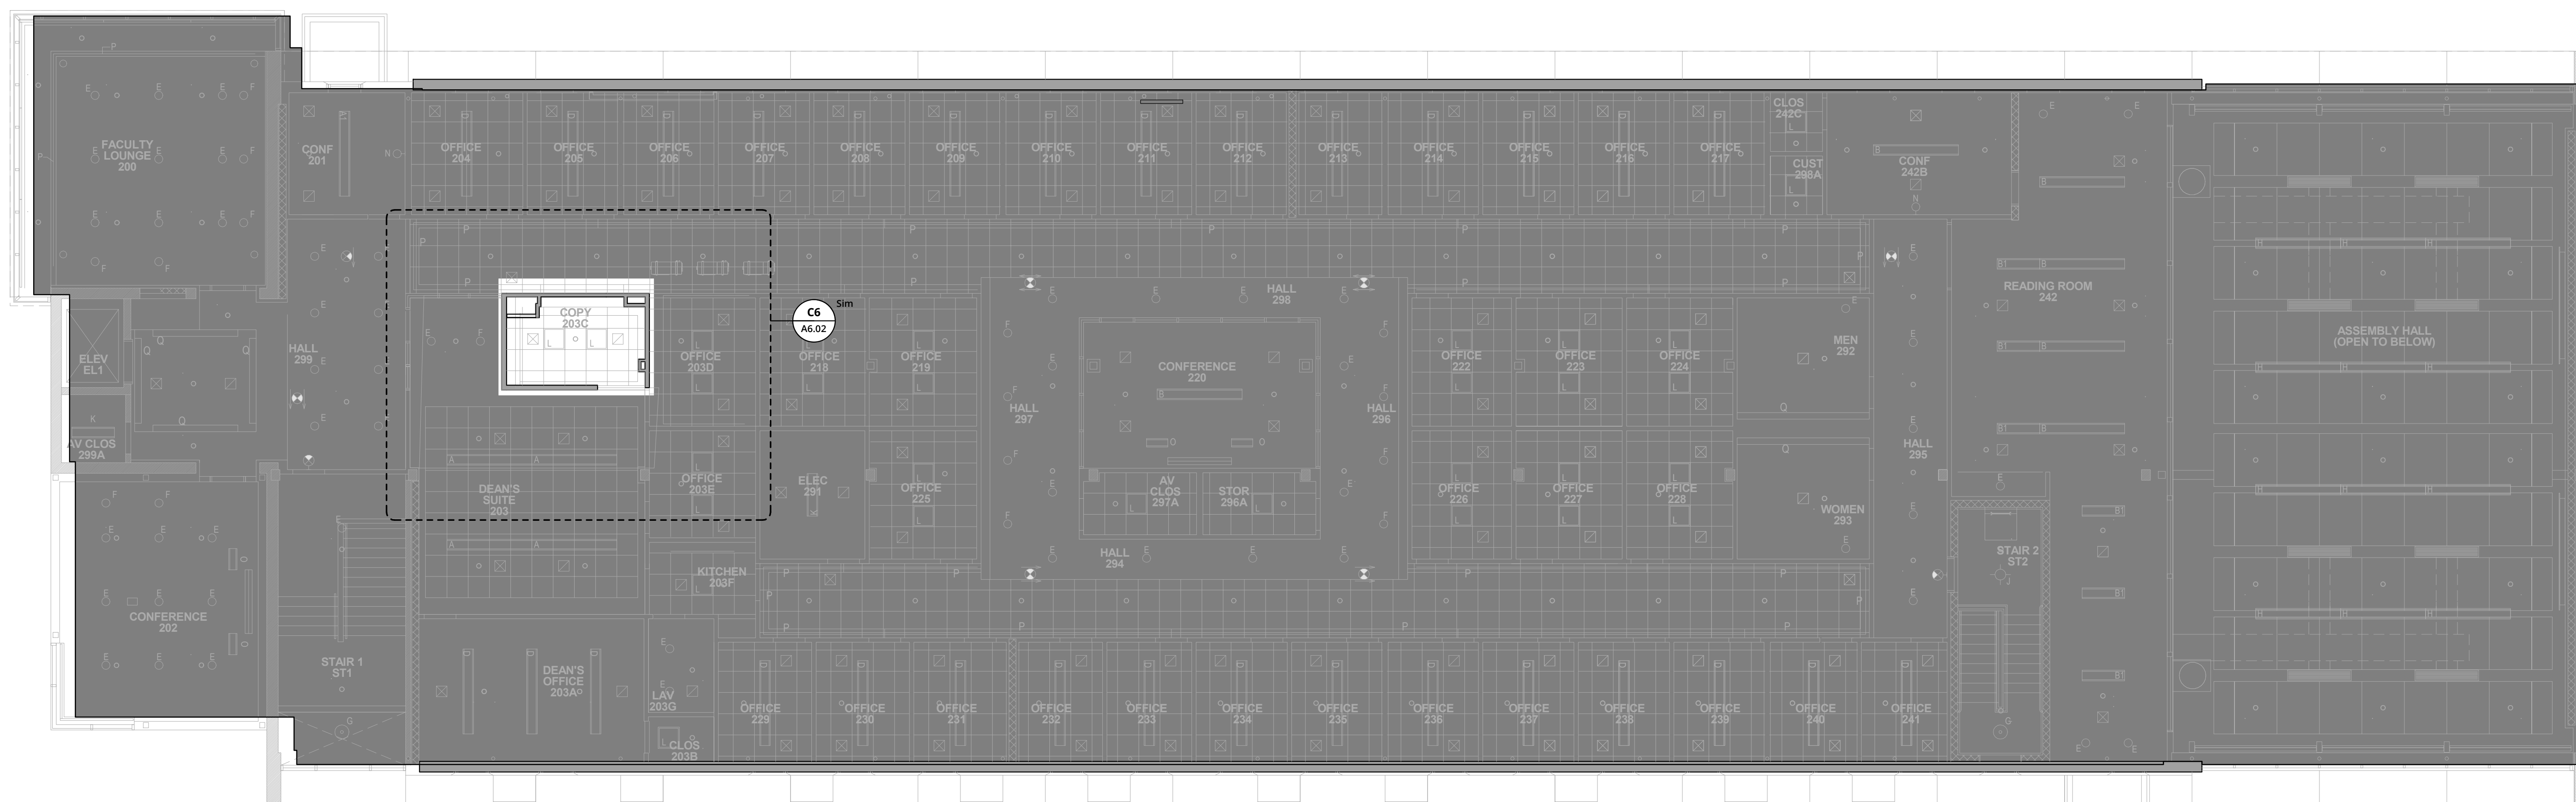 FACULTY
LOUNGE
200
CONF
201
OFFICE
204
OFFICE
205
OFFICE
206
OFFICE
207
OFFICE
208
OFFICE
209
OFFICE
210
OFFICE
211
OFFICE
212
OFFICE
213
OFFICE
214
OFFICE
215
OFFICE
216
OFFICE
217
CLOS
242C
CUST
298A
CONF
242B
READING ROOM
242
ASSEMBLY HALL
(OPEN TO BELOW)
ELEV
EL1
HALL
299
COPY
203C
OFFICE
203D
C6
A6.02
Sim
OFFICE
218
OFFICE
219
HALL
298
HALL
297
CONFERENCE
220
HALL
296
OFFICE
222
OFFICE
223
OFFICE
224
MEN
292
AV CLOS
299A
DEAN'S
SUITE
203
OFFICE
203E
ELEC
291
OFFICE
225
AV
CLOS
297A
STOR
296A
OFFICE
226
OFFICE
227
OFFICE
228
WOMEN
293
HALL
295
HALL
294
STAIR 2
ST2
KITCHEN
203F
CONFERENCE
202
STAIR 1
ST1
DEAN'S
OFFICE
203A
LAV
203G
CLOS
203B
OFFICE
229
OFFICE
230
OFFICE
231
OFFICE
232
OFFICE
233
OFFICE
234
OFFICE
235
OFFICE
236
OFFICE
237
OFFICE
238
OFFICE
239
OFFICE
240
OFFICE
241